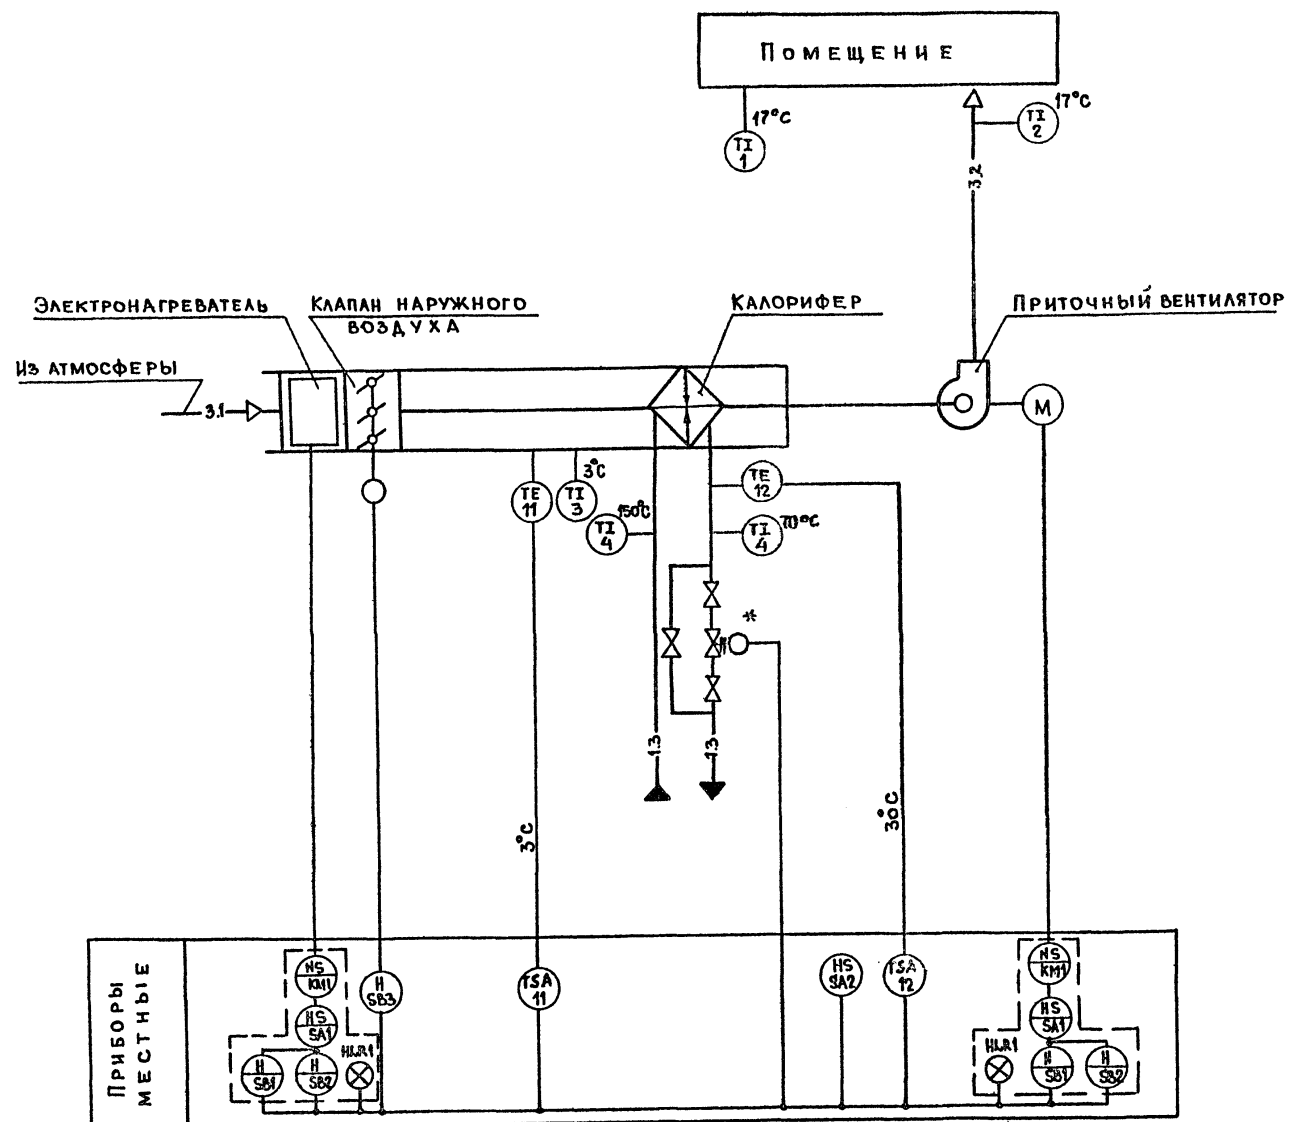 ПОМЕЩЕНИЕ
17°C
TI
1
17°C
TI
2
3.2
ЭЛЕКТРОНАГРЕВАТЕЛЬ
КЛАПАН НАРУЖНОГО
ВОЗДУХА
КАЛОРИФЕР
ПРИТОЧНЫЙ ВЕНТИЛЯТОР
ИЗ АТМОСФЕРЫ
3.1
M
TE
11
3°C
TI
3
150°C
TI
4
TE
12
70°C
TI
4
*
1.3
1.3
3°C
30°C
ПРИБОРЫ
МЕСТНЫЕ
NS
KM1
HS
SA1
H
SB1
H
SB2
HLR1
H
SB3
TSA
11
HS
SA2
TSA
12
NS
KM1
HS
SA1
HLR1
H
SB1
H
SB2